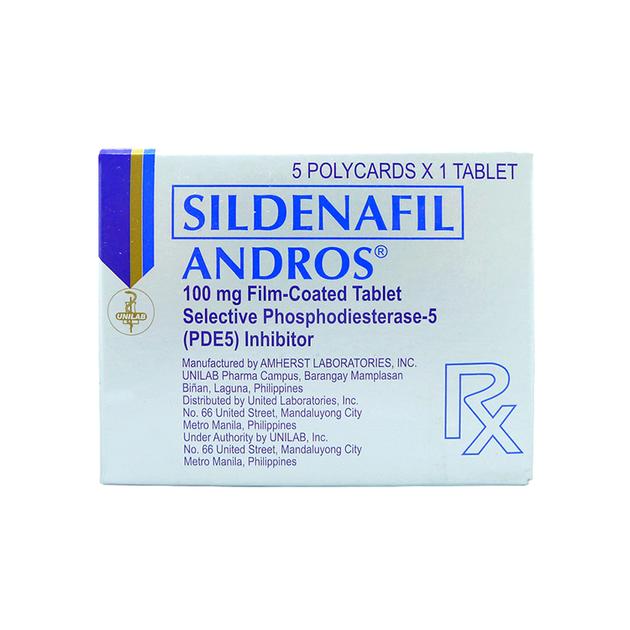 5 POLYCARDS X 1 TABLET
SILDENAFIL
ANDROS®
100 mg Film-Coated Tablet
Selective Phosphodiesterase-5
(PDE5) Inhibitor
UNILAB
Manufactured by AMHERST LABORATORIES, INC.
UNILAB Pharma Campus, Barangay Mamplasan
Biñan, Laguna, Philippines
Distributed by United Laboratories, Inc.
No. 66 United Street, Mandaluyong City
Metro Manila, Philippines
Under Authority by UNILAB, Inc.
No. 66 United Street, Mandaluyong City
Metro Manila, Philippines
Rx